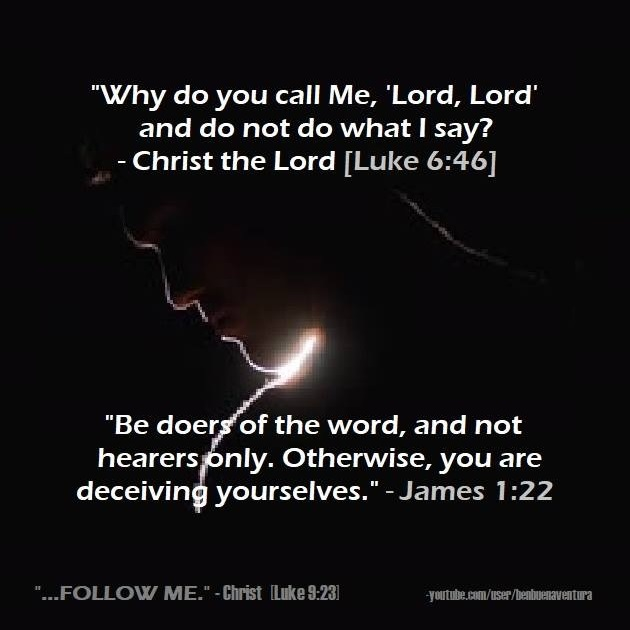 "Why do you call Me, 'Lord, Lord'
and do not do what I say?
- Christ the Lord [Luke 6:46]
"Be doers of the word, and not
hearers only. Otherwise, you are
deceiving yourselves." - James 1:22
"...FOLLOW ME." - Christ [Luke 9:23]
-youtube.com/user/benbuenaventura